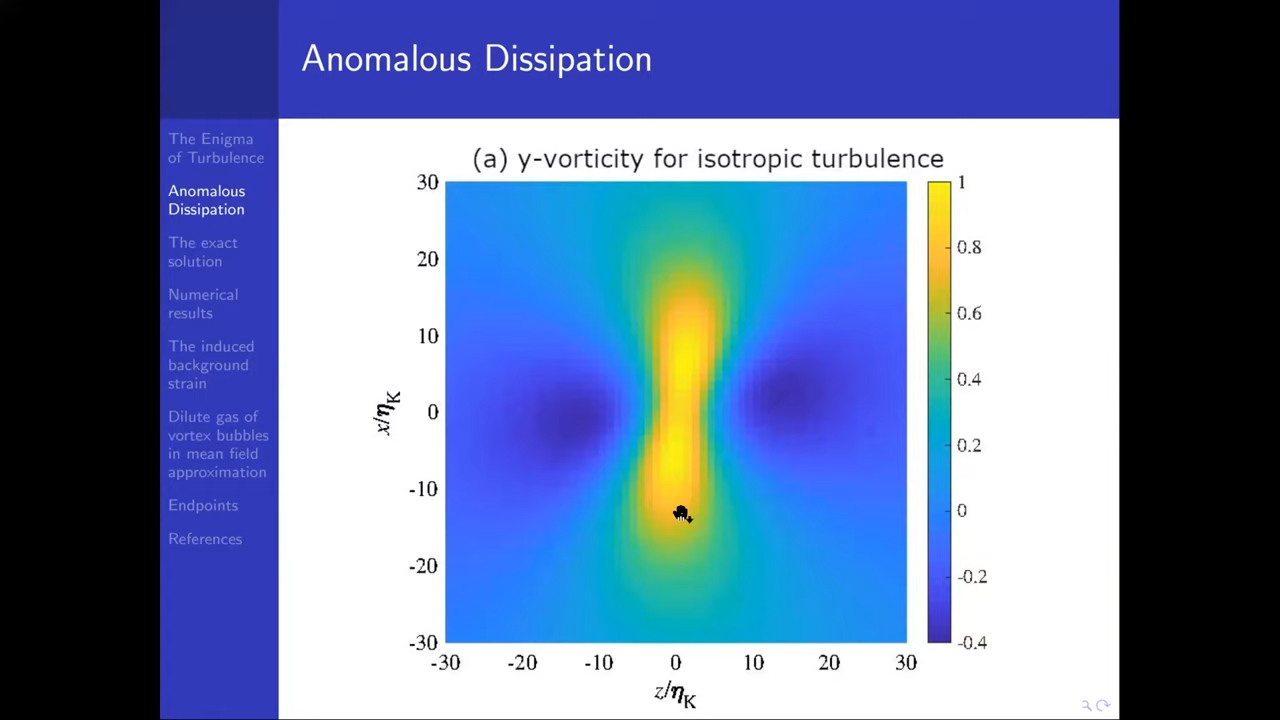 Anomalous Dissipation
The Enigma
of Turbulence
Anomalous
Dissipation
The exact
solution
Numerical
results
The induced
background
strain
Dilute gas of
vortex bubbles
in mean field
approximation
Endpoints
References
(a) y-vorticity for isotropic turbulence
30
20
10
0
-10
-20
-30
x/ηK
-30 -20 -10 0 10 20 30
z/ηK
1
0.8
0.6
0.4
0.2
0
-0.2
-0.4